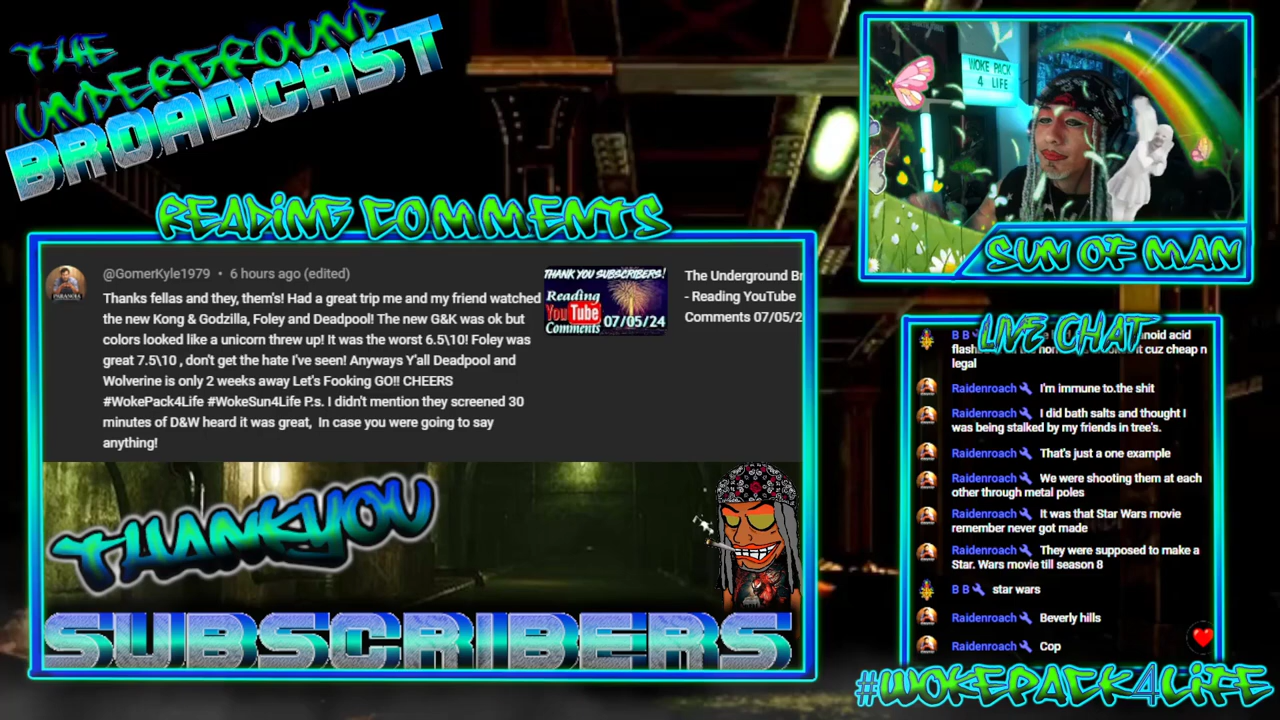 THE
UNDERGROUND
BROADCAST
READING COMMENTS
@GomerKyle1979 • 6 hours ago (edited)
Thanks fellas and they, them's! Had a great trip me and my friend watched
the new Kong & Godzilla, Foley and Deadpool! The new G&K was ok but
colors looked like a unicorn threw up! It was the worst 6.5\10! Foley was
great 7.5\10 , don't get the hate I've seen! Anyways Y'all Deadpool and
Wolverine is only 2 weeks away Let's Fooking GO!! CHEERS
#WokePack4Life #WokeSun4Life P.s. I didn't mention they screened 30
minutes of D&W heard it was great, In case you were going to say
anything!
THANK YOU SUBSCRIBERS!
Reading
YouTube
Comments
07/05/24
The Underground Br
- Reading YouTube
Comments 07/05/2
THANKYOU
SUBSCRIBERS
WOKE PACK
4 LIFE
SUN OF MAN
LIVE CHAT
B B
noid acid
flash
it cuz cheap n
legal
Raidenroach I'm immune to.the shit
Raidenroach I did bath salts and thought I
was being stalked by my friends in tree's.
Raidenroach That's just a one example
Raidenroach We were shooting them at each
other through metal poles
Raidenroach It was that Star Wars movie
remember never got made
Raidenroach They were supposed to make a
Star. Wars movie till season 8
B B star wars
Raidenroach Beverly hills
Raidenroach Cop
#WOKEPACK4LIFE